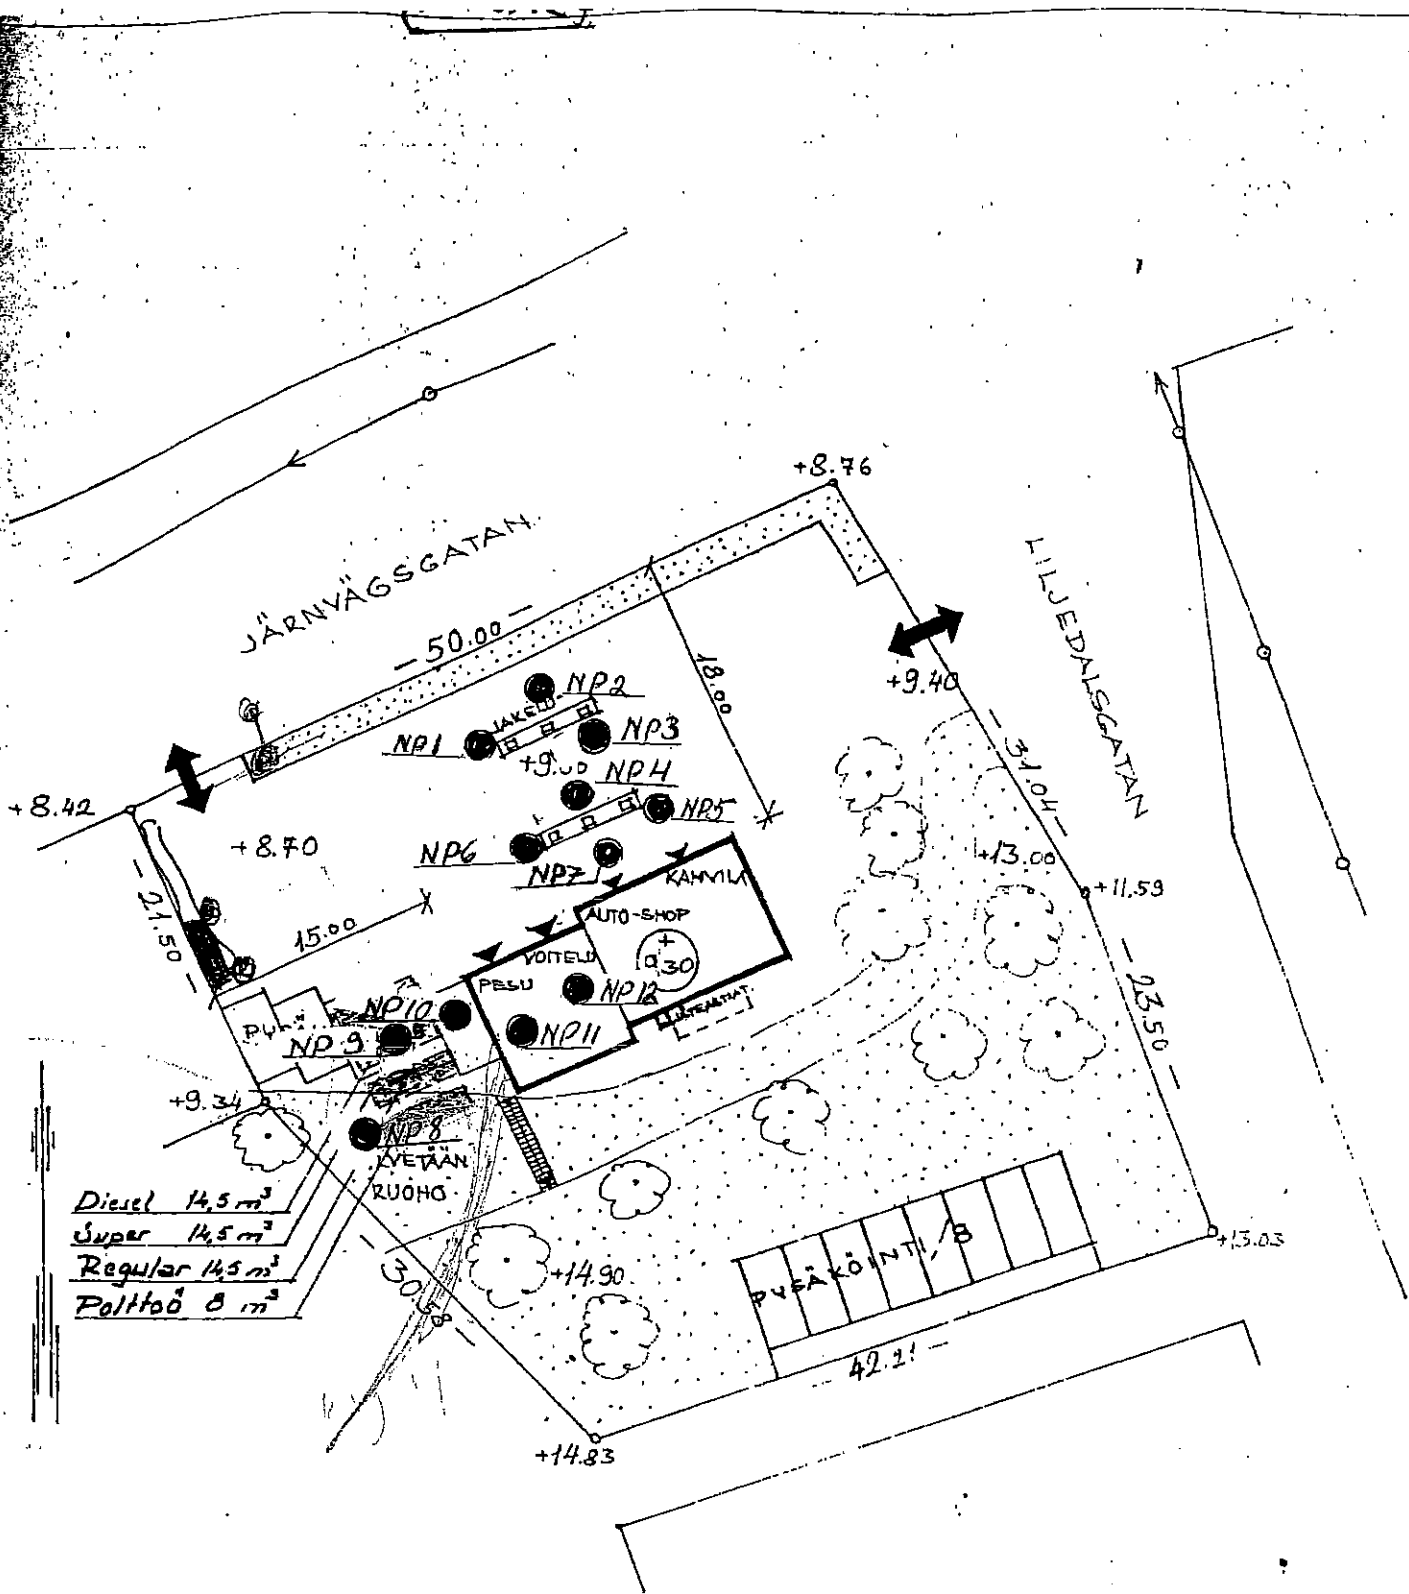 +8.76
JÄRNVÄGSGATAN
LILJEDALSGATAN
50.00
18.00
+9.40
NP2
NP1
NP3
+9.00
NP4
NP5
+8.42
+8.70
NP6
NP7
31.04
+13.00
+11.59
21.50
15.00
KAHVILA
AUTO-SHOP
VOITELU
PESU
NP10
NP12
NP9
NP11
23.50
+9.34
NP8
RUOHO
Diesel 14,5 m³
Super 14,5 m³
Regular 14,5 m³
Polttoö 8 m³
30.58
+14.90
PYSÄKÖINTI/8
+13.03
42.21
+14.83